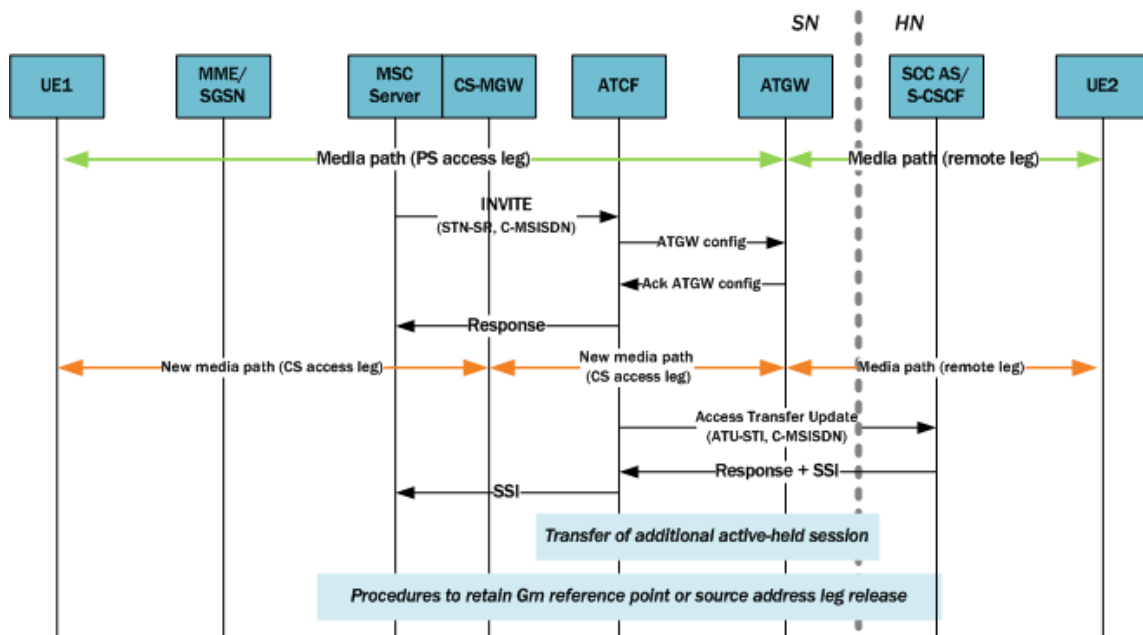 SN HN
UE1
MME/
SGSN
MSC
Server
CS-MGW
ATCF
ATGW
SCC AS/
S-CSCF
UE2
Media path (PS access leg)
Media path (remote leg)
INVITE
(STN-SR, C-MSISDN)
ATGW config
Ack ATGW config
Response
New media path (CS access leg)
New media path
(CS access leg)
Media path (remote leg)
Access Transfer Update
(ATU-STI, C-MSISDN)
Response + SSI
SSI
Transfer of additional active-held session
Procedures to retain Gm reference point or source address leg release